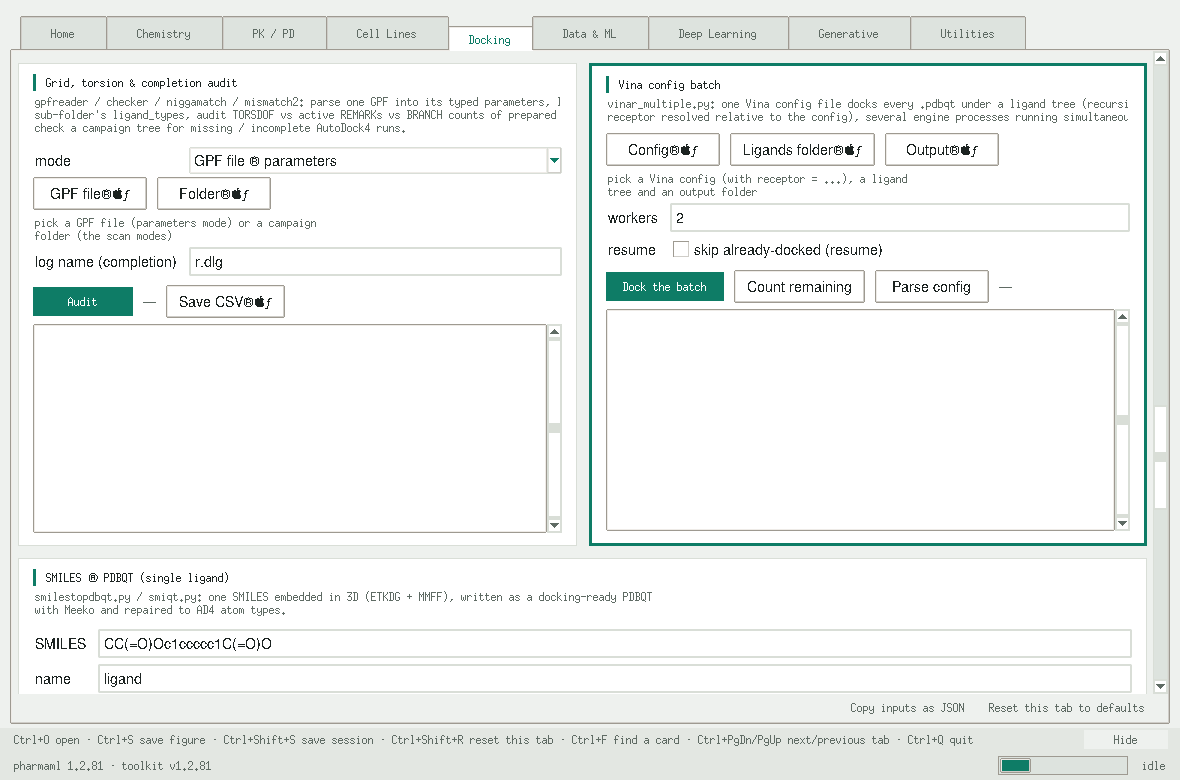 Home
Chemistry
PK / PD
Cell Lines
Docking
Data & ML
Deep Learning
Generative
Utilities
Grid, torsion & completion audit
gpfreader / checker / niggamatch / mismatch2: parse one GPF into its typed parameters, l
sub-folder's ligand_types, audit TORSDOF vs active REMARKs vs BRANCH counts of prepared
check a campaign tree for missing / incomplete AutoDock4 runs.
mode
GPF file ® parameters
GPF file®ƒ
Folder®ƒ
pick a GPF file (parameters mode) or a campaign
folder (the scan modes)
log name (completion)
r.dlg
Audit
—
Save CSV®ƒ
Vina config batch
vinar_multiple.py: one Vina config file docks every .pdbqt under a ligand tree (recursi
receptor resolved relative to the config), several engine processes running simultaneou
Config®ƒ
Ligands folder®ƒ
Output®ƒ
pick a Vina config (with receptor = ...), a ligand
tree and an output folder
workers
2
resume
skip already-docked (resume)
Dock the batch
Count remaining
Parse config
—
SMILES ® PDBQT (single ligand)
smilestopdbqt.py / smiqt.py: one SMILES embedded in 3D (ETKDG + MMFF), written as a docking-ready PDBQT
with Meeko and repaired to AD4 atom types.
SMILES
CC(=O)Oc1ccccc1C(=O)O
name
ligand
Copy inputs as JSON
Reset this tab to defaults
Ctrl+O open · Ctrl+S save figure · Ctrl+Shift+S save session · Ctrl+Shift+R reset this tab · Ctrl+F find a card · Ctrl+PgDn/PgUp next/previous tab · Ctrl+Q quit
Hide
pharmaml 1.2.81 · toolkit v1.2.81
idle